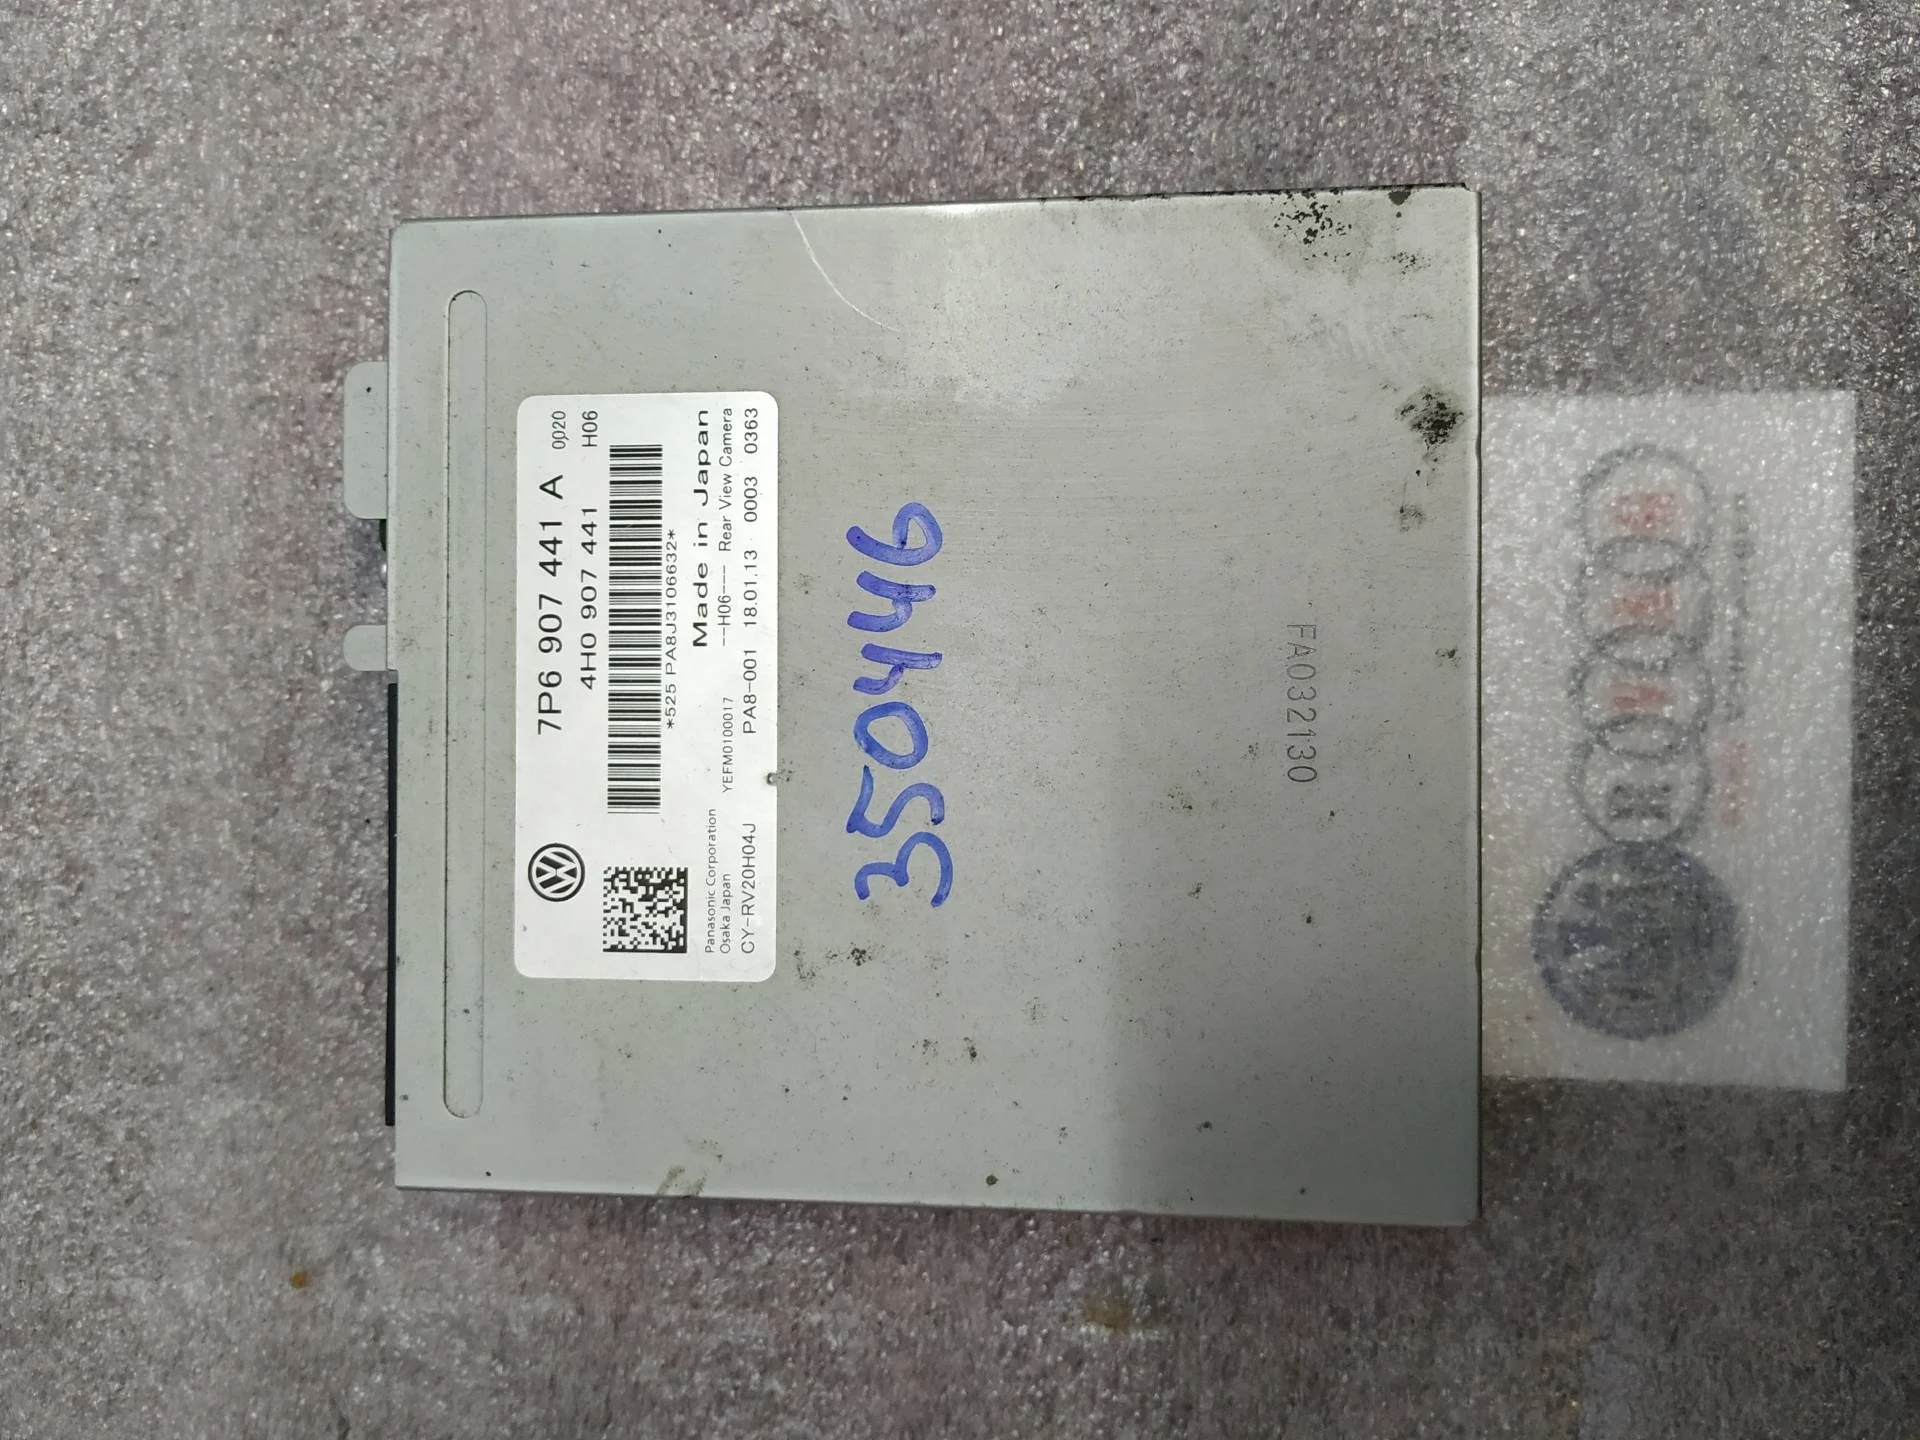 7P6 907 441 A 0020
4H0 907 441 H06
*525 PA8J3106632*
Made in Japan
Panasonic Corporation
Osaka Japan YEFM0100017 --H06--- Rear View Camera
CY-RV20H04J PA8-001 18.01.13 0003 0363
350446
FA032130